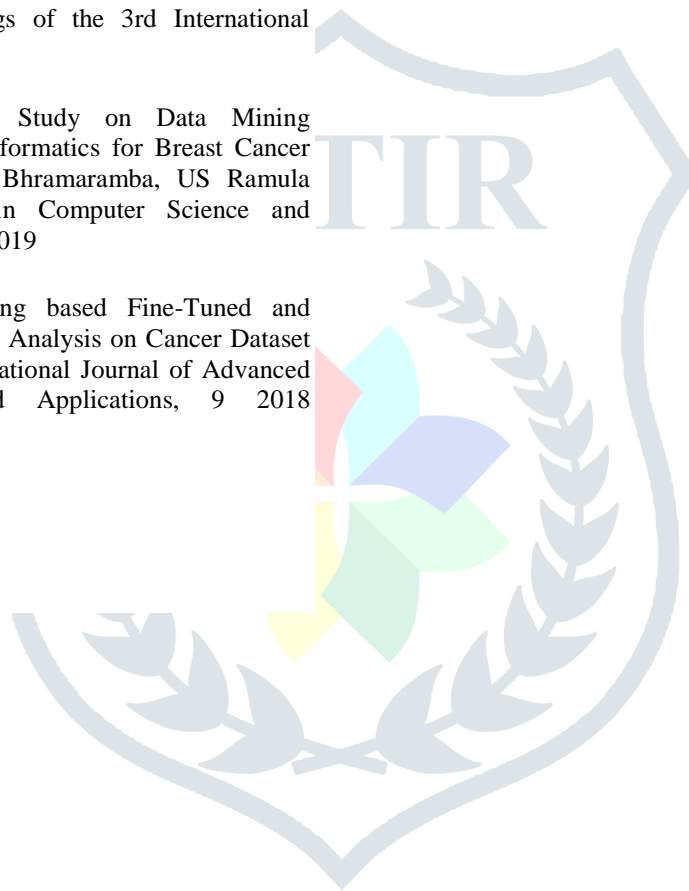 gs of the 3rd International
Study on Data Mining
formatics for Breast Cancer
Bhramaramba, US Ramula
in Computer Science and
019
ng based Fine-Tuned and
Analysis on Cancer Dataset
ational Journal of Advanced
d Applications, 9 2018
TIR